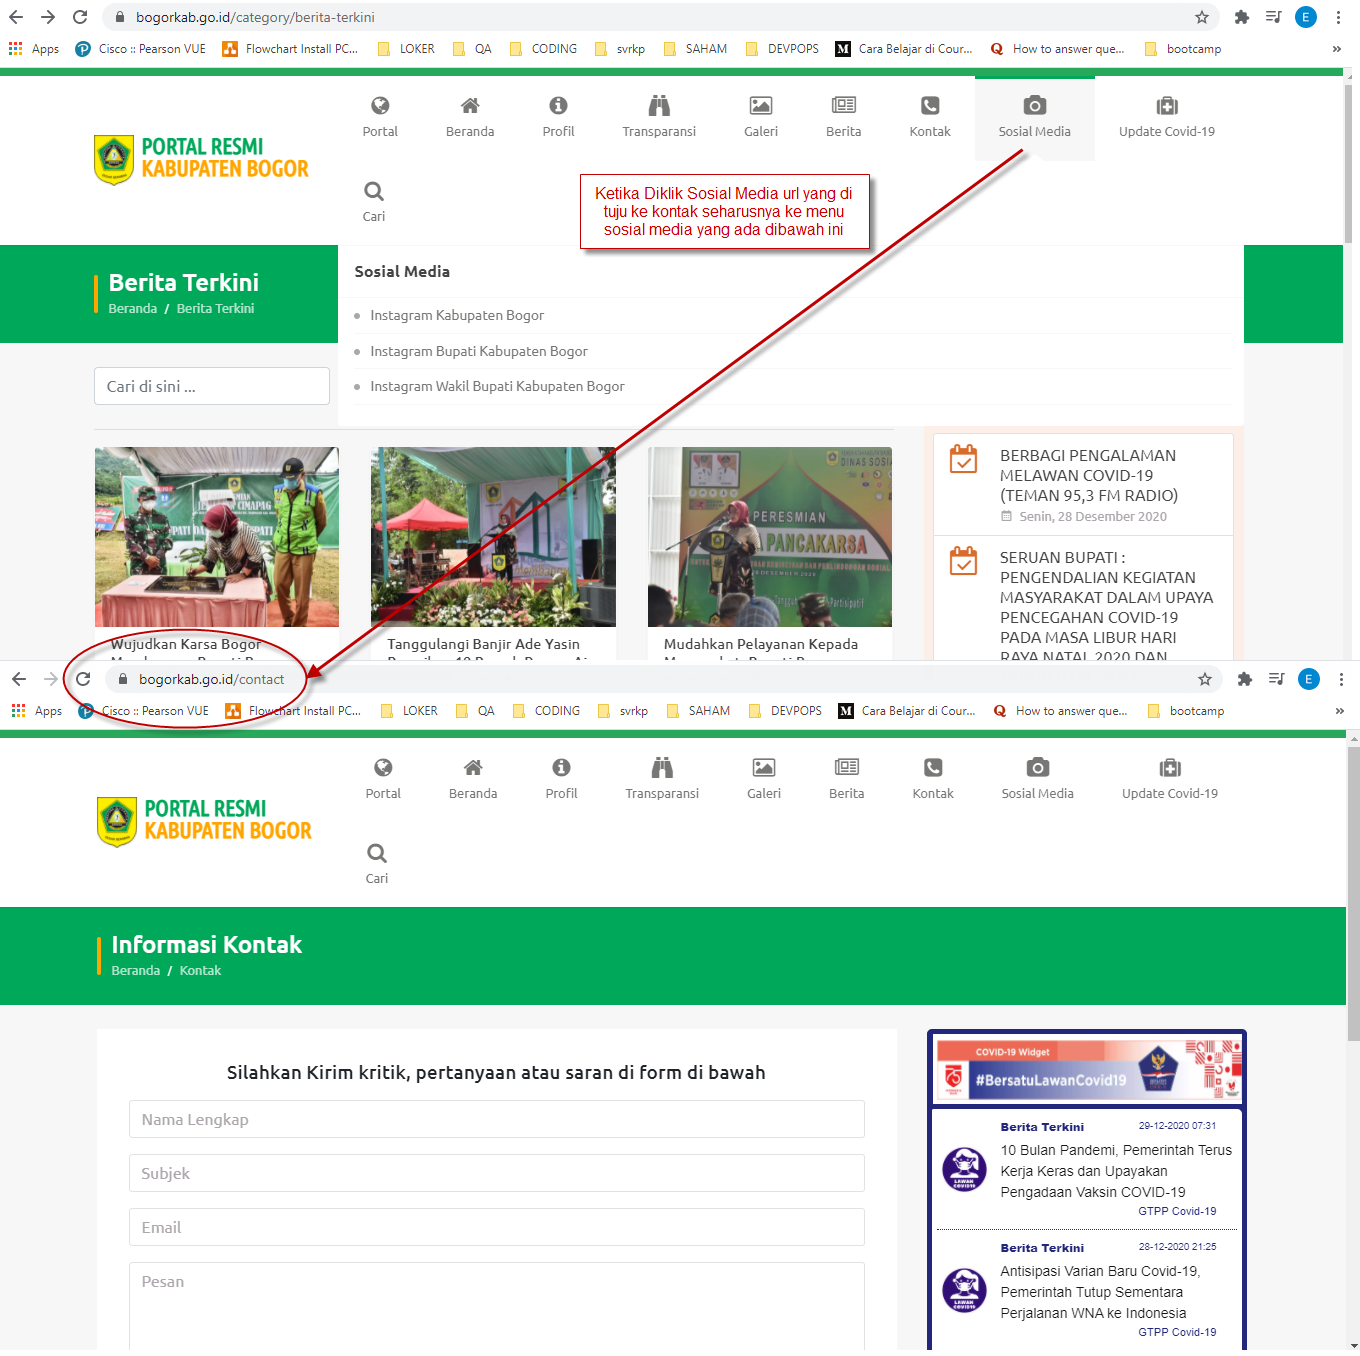 bogorkab.go.id/category/berita-terkini
E
Apps
Cisco :: Pearson VUE
Flowchart Install PC...
LOKER
QA
CODING
svrkp
SAHAM
DEVPOPS
M Cara Belajar di Cour...
Q How to answer que...
bootcamp
»
PORTAL RESMI
KABUPATEN BOGOR
Portal
Beranda
Profil
Transparansi
Galeri
Berita
Kontak
Sosial Media
Update Covid-19
Cari
Ketika Diklik Sosial Media url yang di
tuju ke kontak seharusnya ke menu
sosial media yang ada dibawah ini
Berita Terkini
Beranda / Berita Terkini
Sosial Media
Instagram Kabupaten Bogor
Instagram Bupati Kabupaten Bogor
Instagram Wakil Bupati Kabupaten Bogor
Cari di sini ...
DINAS SOSIA
PERESMIAN
PANCAKARSA
Wujudkan Karsa Bogor
Tanggulangi Banjir Ade Yasin
Mudahkan Pelayanan Kepada
BERBAGI PENGALAMAN
MELAWAN COVID-19
(TEMAN 95,3 FM RADIO)
Senin, 28 Desember 2020
SERUAN BUPATI :
PENGENDALIAN KEGIATAN
MASYARAKAT DALAM UPAYA
PENCEGAHAN COVID-19
PADA MASA LIBUR HARI
RAYA NATAL 2020 DAN
bogorkab.go.id/contact
E
Apps
Cisco :: Pearson VUE
Flowchart Install PC...
LOKER
QA
CODING
svrkp
SAHAM
DEVPOPS
M Cara Belajar di Cour...
Q How to answer que...
bootcamp
»
PORTAL RESMI
KABUPATEN BOGOR
Portal
Beranda
Profil
Transparansi
Galeri
Berita
Kontak
Sosial Media
Update Covid-19
Cari
Informasi Kontak
Beranda / Kontak
Silahkan Kirim kritik, pertanyaan atau saran di form di bawah
Nama Lengkap
Subjek
Email
Pesan
COVID-19 Widget
#BersatuLawanCovid19
Berita Terkini
29-12-2020 07:31
10 Bulan Pandemi, Pemerintah Terus
Kerja Keras dan Upayakan
Pengadaan Vaksin COVID-19
GTPP Covid-19
LAWAN
COVID19
Berita Terkini
28-12-2020 21:25
Antisipasi Varian Baru Covid-19,
Pemerintah Tutup Sementara
Perjalanan WNA ke Indonesia
GTPP Covid-19
LAWAN
COVID19